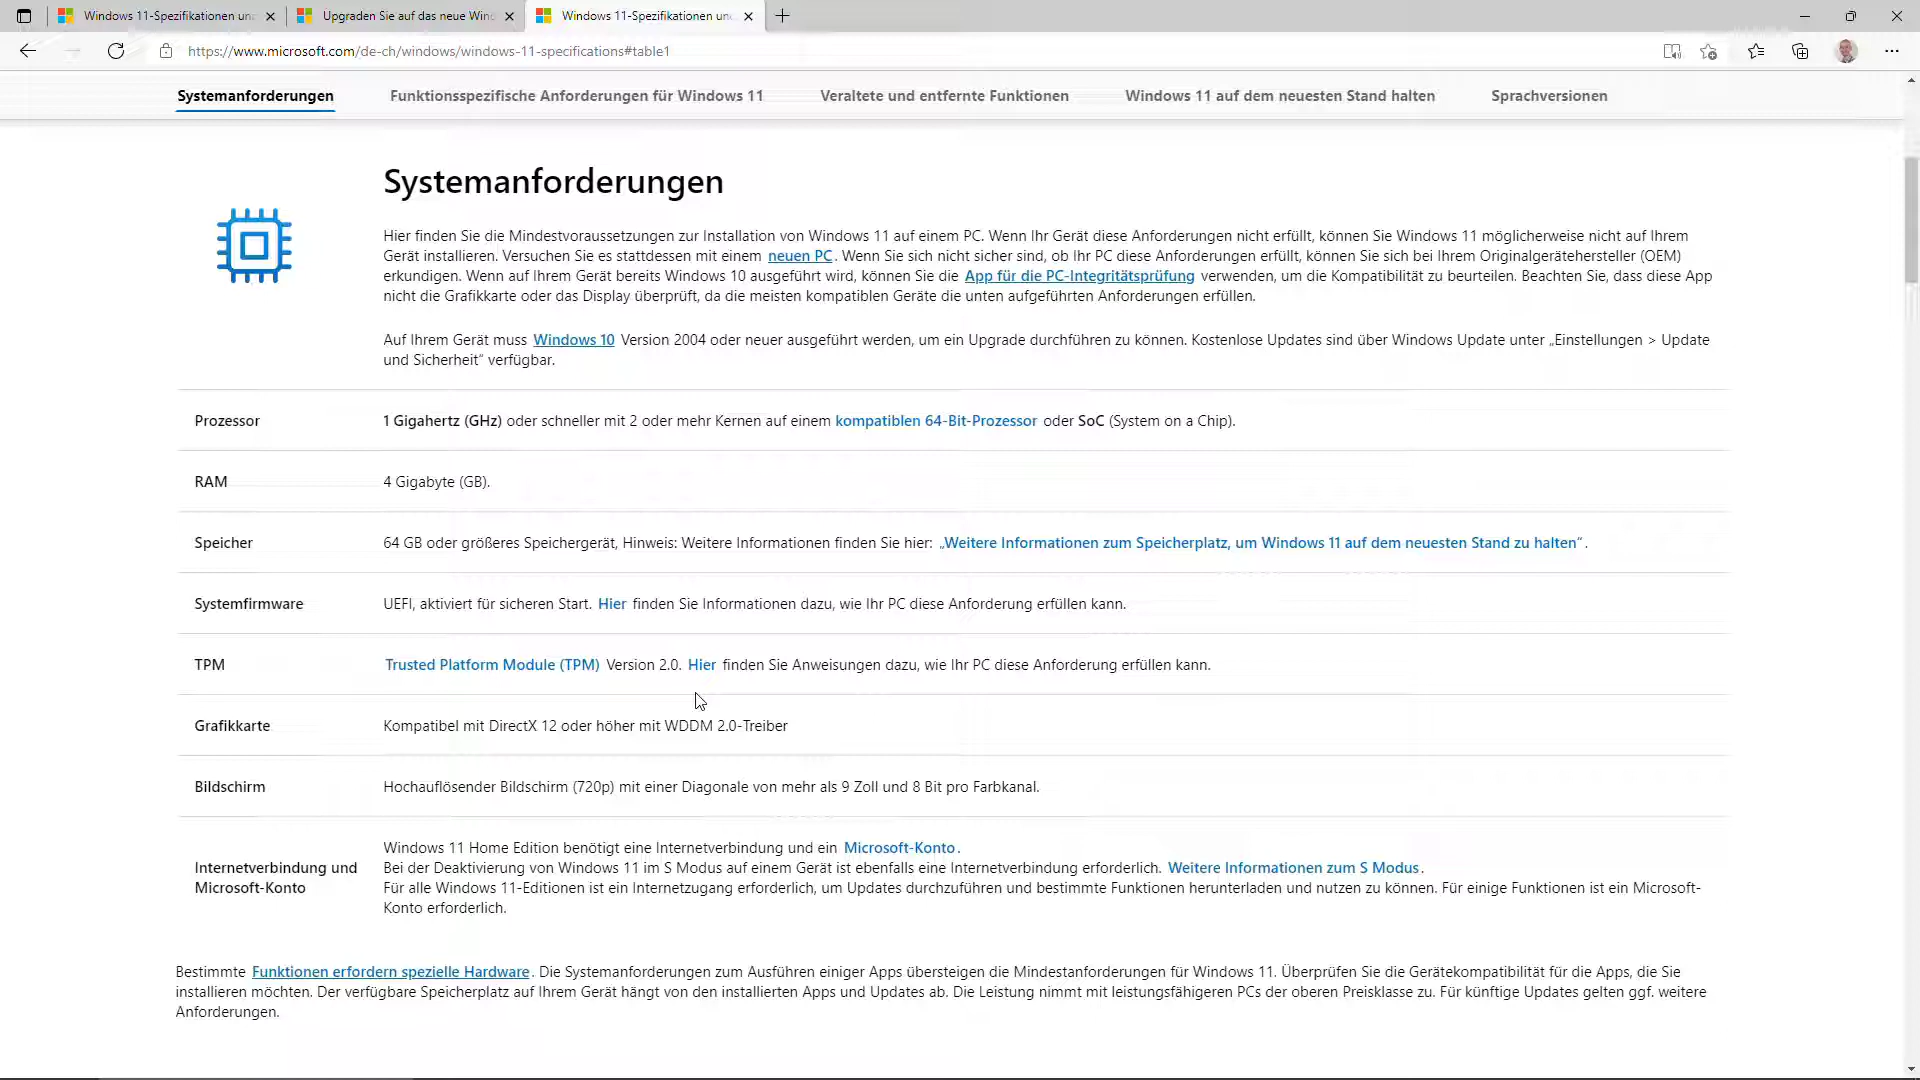 Windows 11-Spezifikationen un
Upgraden Sie auf das neue Win
Windows 11-Spezifikationen un
https://www.microsoft.com/de-ch/windows/windows-11-specifications#table1
Systemanforderungen
Funktionsspezifische Anforderungen für Windows 11
Veraltete und entfernte Funktionen
Windows 11 auf dem neuesten Stand halten
Sprachversionen
Systemanforderungen
Hier finden Sie die Mindestvoraussetzungen zur Installation von Windows 11 auf einem PC. Wenn Ihr Gerät diese Anforderungen nicht erfüllt, können Sie Windows 11 möglicherweise nicht auf Ihrem
Gerät installieren. Versuchen Sie es stattdessen mit einem neuen PC. Wenn Sie sich nicht sicher sind, ob Ihr PC diese Anforderungen erfüllt, können Sie sich bei Ihrem Originalgerätehersteller (OEM)
erkundigen. Wenn auf Ihrem Gerät bereits Windows 10 ausgeführt wird, können Sie die App für die PC-Integritätsprüfung verwenden, um die Kompatibilität zu beurteilen. Beachten Sie, dass diese App
nicht die Grafikkarte oder das Display überprüft, da die meisten kompatiblen Geräte die unten aufgeführten Anforderungen erfüllen.
Auf Ihrem Gerät muss Windows 10 Version 2004 oder neuer ausgeführt werden, um ein Upgrade durchführen zu können. Kostenlose Updates sind über Windows Update unter „Einstellungen > Update
und Sicherheit“ verfügbar.
Prozessor
1 Gigahertz (GHz) oder schneller mit 2 oder mehr Kernen auf einem kompatiblen 64-Bit-Prozessor oder SoC (System on a Chip).
RAM
4 Gigabyte (GB).
Speicher
64 GB oder größeres Speichergerät, Hinweis: Weitere Informationen finden Sie hier: „Weitere Informationen zum Speicherplatz, um Windows 11 auf dem neuesten Stand zu halten“.
Systemfirmware
UEFI, aktiviert für sicheren Start. Hier finden Sie Informationen dazu, wie Ihr PC diese Anforderung erfüllen kann.
TPM
Trusted Platform Module (TPM) Version 2.0. Hier finden Sie Anweisungen dazu, wie Ihr PC diese Anforderung erfüllen kann.
Grafikkarte
Kompatibel mit DirectX 12 oder höher mit WDDM 2.0-Treiber
Bildschirm
Hochauflösender Bildschirm (720p) mit einer Diagonale von mehr als 9 Zoll und 8 Bit pro Farbkanal.
Internetverbindung und
Microsoft-Konto
Windows 11 Home Edition benötigt eine Internetverbindung und ein Microsoft-Konto.
Bei der Deaktivierung von Windows 11 im S Modus auf einem Gerät ist ebenfalls eine Internetverbindung erforderlich. Weitere Informationen zum S Modus.
Für alle Windows 11-Editionen ist ein Internetzugang erforderlich, um Updates durchzuführen und bestimmte Funktionen herunterladen und nutzen zu können. Für einige Funktionen ist ein Microsoft-
Konto erforderlich.
Bestimmte Funktionen erfordern spezielle Hardware. Die Systemanforderungen zum Ausführen einiger Apps übersteigen die Mindestanforderungen für Windows 11. Überprüfen Sie die Gerätekompatibilität für die Apps, die Sie
installieren möchten. Der verfügbare Speicherplatz auf Ihrem Gerät hängt von den installierten Apps und Updates ab. Die Leistung nimmt mit leistungsfähigeren PCs der oberen Preisklasse zu. Für künftige Updates gelten ggf. weitere
Anforderungen.